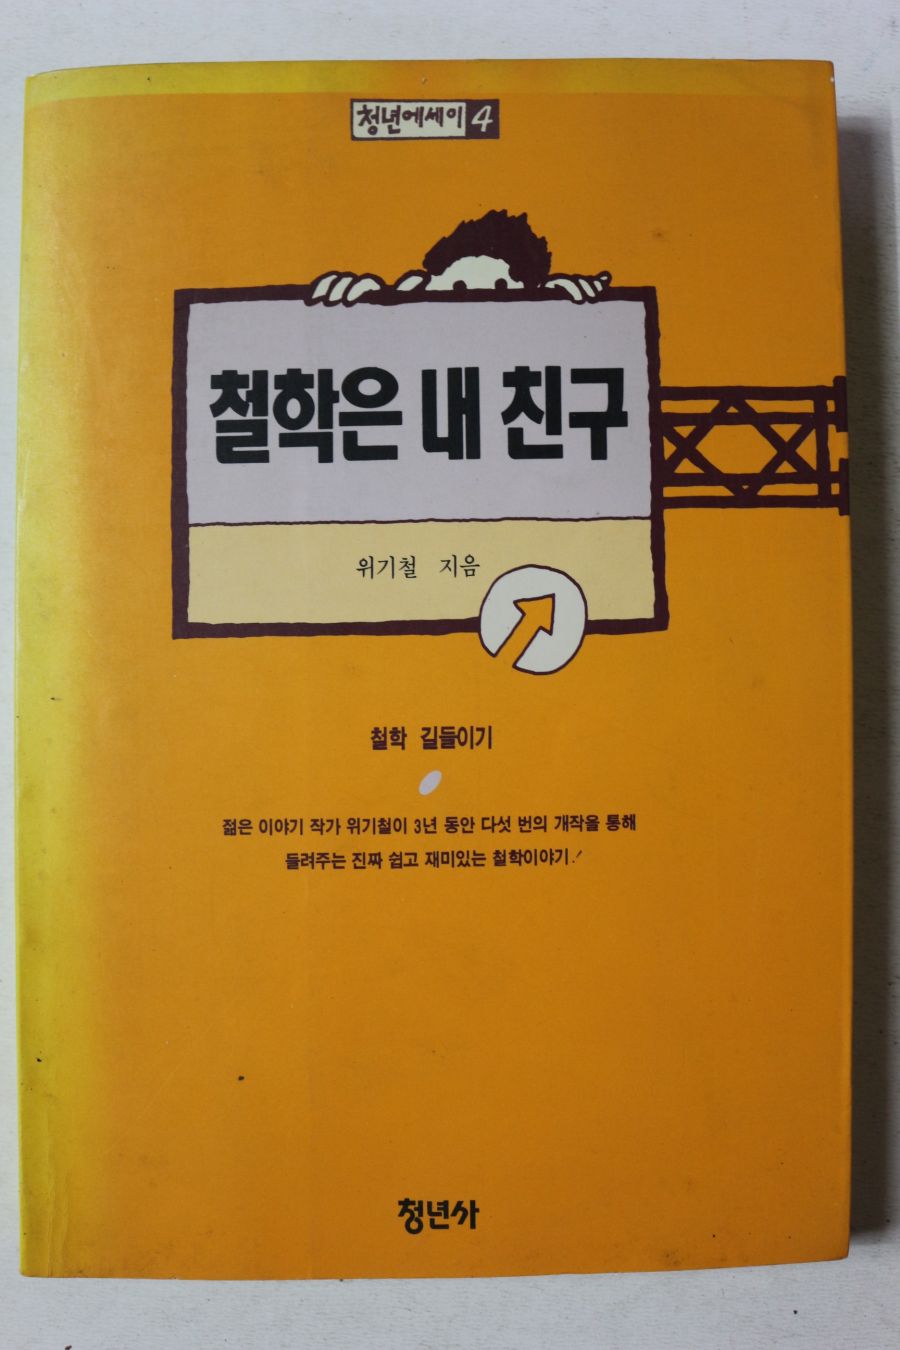 청년에세이 4
철학은 내 친구
위기철 지음
철학 길들이기
젊은 이야기 작가 위기철이 3년 동안 다섯 번의 개작을 통해
들려주는 진짜 쉽고 재미있는 철학이야기!
청년사